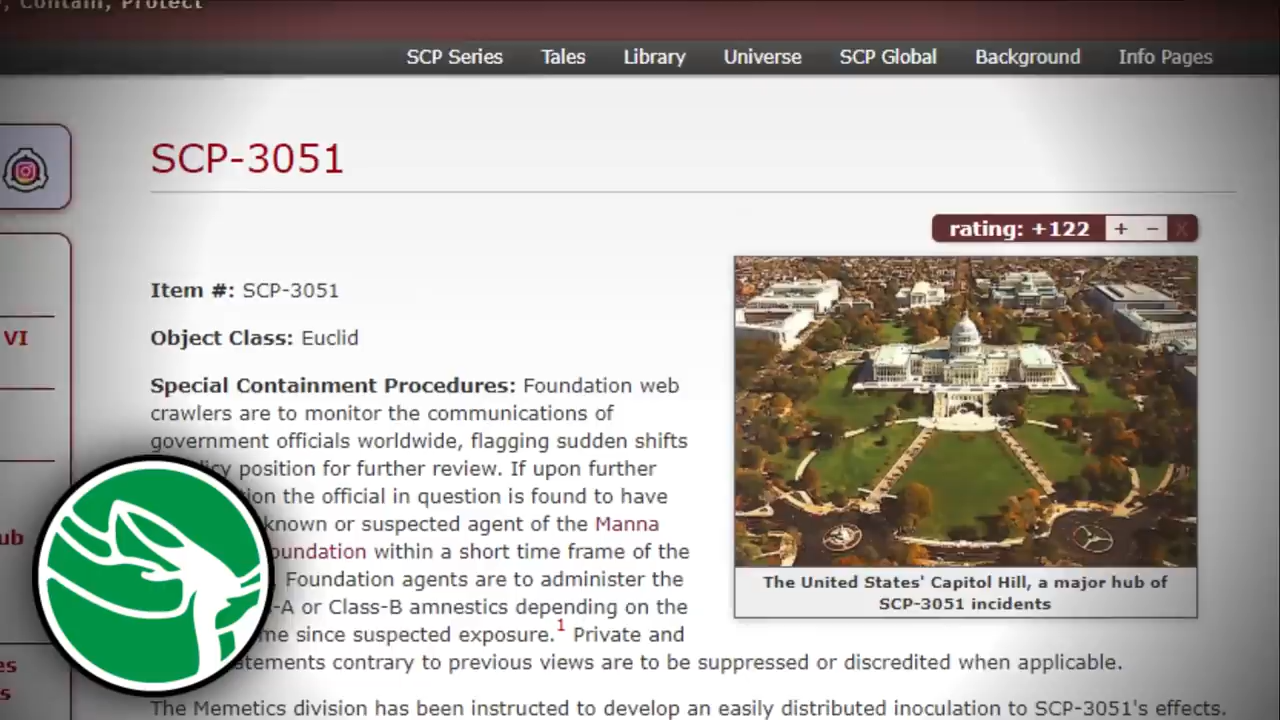 , Contain, Protect
SCP Series Tales Library Universe SCP Global Background Info Pages
SCP-3051
rating: +122 + − X
Item #: SCP-3051
Object Class: Euclid
Special Containment Procedures: Foundation web
crawlers are to monitor the communications of
government officials worldwide, flagging sudden shifts
position for further review. If upon further
the official in question is found to have
known or suspected agent of the Manna
within a short time frame of the
Foundation agents are to administer the
-A or Class-B amnestics depending on the
since suspected exposure.1 Private and
contrary to previous views are to be suppressed or discredited when applicable.
The Memetics division has been instructed to develop an easily distributed inoculation to SCP-3051's effects.
The United States' Capitol Hill, a major hub of
SCP-3051 incidents
VI